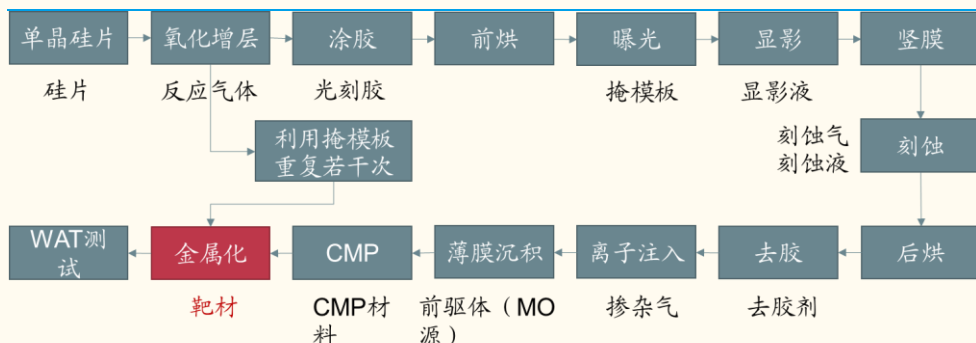 单晶硅片
氧化增层
涂胶
前烘
曝光
显影
竖膜
硅片
反应气体
光刻胶
掩模板
显影液
利用掩模板
重复若干次
刻蚀气
刻蚀液
刻蚀
WAT测
试
金属化
CMP
薄膜沉积
离子注入
去胶
后烘
靶材
CMP材
料
前驱体（MO
源）
掺杂气
去胶剂